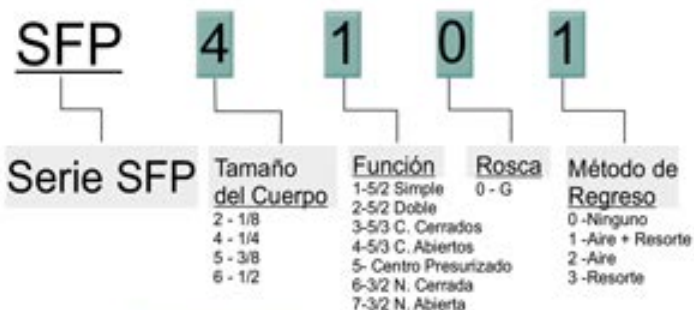 SFP 4 1 0 1
Serie SFP
Tamaño
del Cuerpo
2 - 1/8
4 - 1/4
5 - 3/8
6 - 1/2
Función
1-5/2 Simple
2-5/2 Doble
3-5/3 C. Cerrados
4-5/3 C. Abiertos
5- Centro Presurizado
6-3/2 N. Cerrada
7-3/2 N. Abierta
Rosca
0 - G
Método de
Regreso
0 -Ninguno
1 -Aire + Resorte
2 -Aire
3 -Resorte